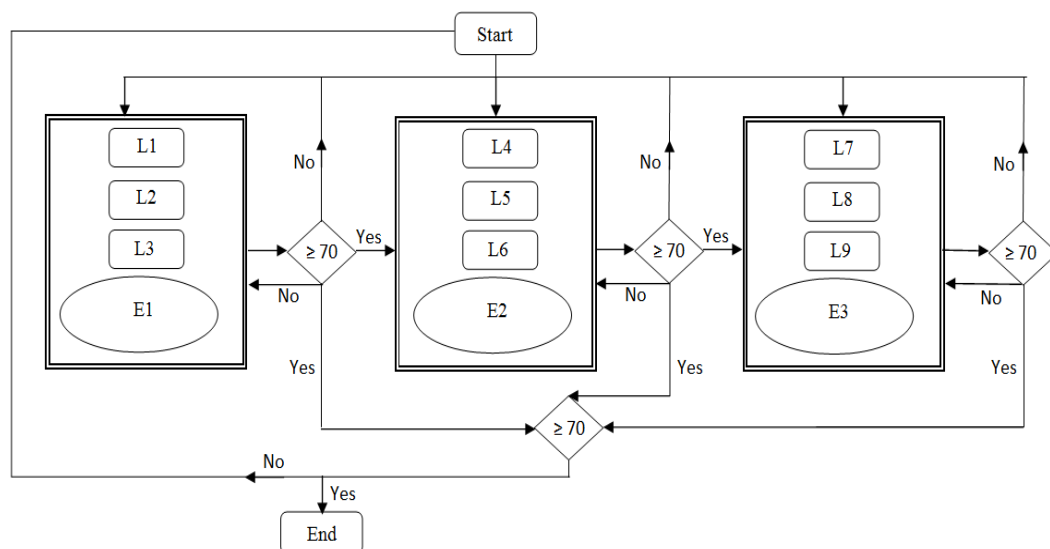 Start
L1
L2
L3
E1
No
≥ 70
Yes
No
Yes
L4
L5
L6
E2
No
≥ 70
Yes
No
Yes
L7
L8
L9
E3
No
≥ 70
No
Yes
≥ 70
No
Yes
End